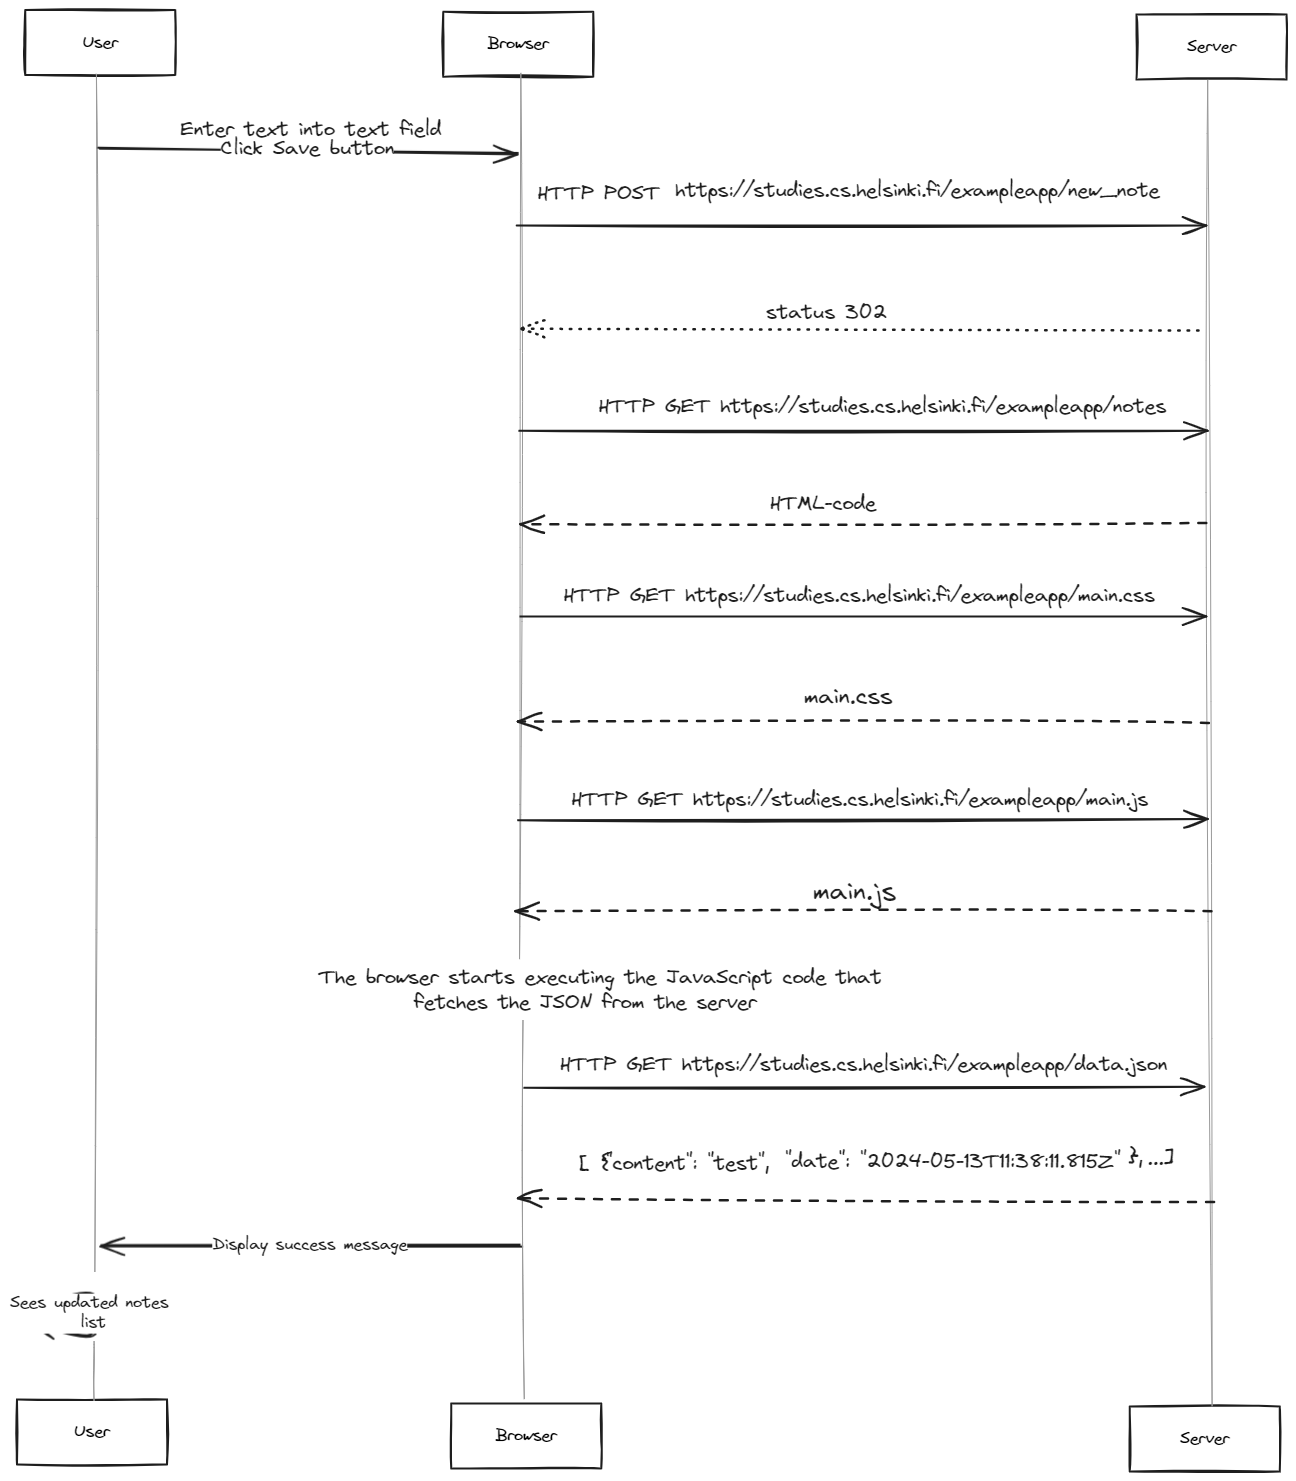 User
Browser
Server
Enter text into text field
Click Save button
HTTP POST https://studies.cs.helsinki.fi/exampleapp/new_note
status 302
HTTP GET https://studies.cs.helsinki.fi/exampleapp/notes
HTML-code
HTTP GET https://studies.cs.helsinki.fi/exampleapp/main.css
main.css
HTTP GET https://studies.cs.helsinki.fi/exampleapp/main.js
main.js
The browser starts executing the JavaScript code that
fetches the JSON from the server
HTTP GET https://studies.cs.helsinki.fi/exampleapp/data.json
[ {"content": "test", "date": "2024-05-13T11:38:11.815Z" }, ...]
Display success message
Sees updated notes
list
User
Browser
Server